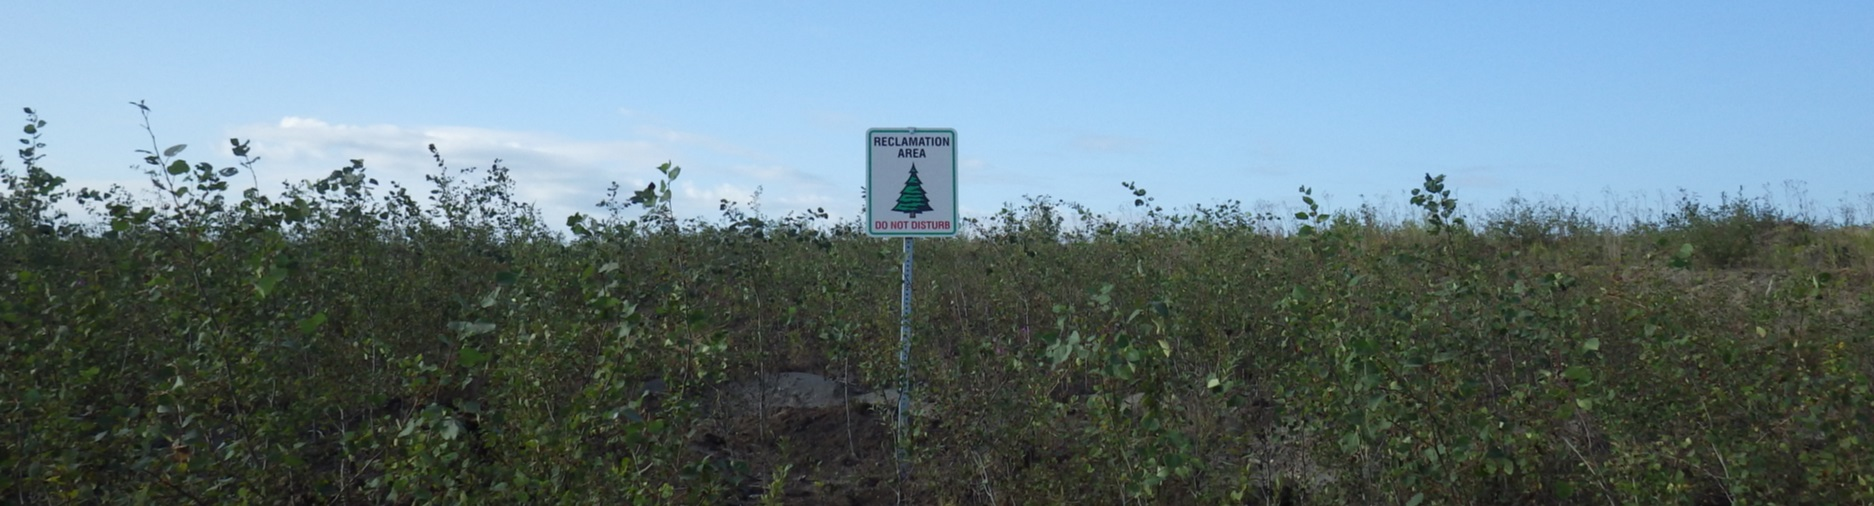 RECLAMATION
AREA
DO NOT DISTURB